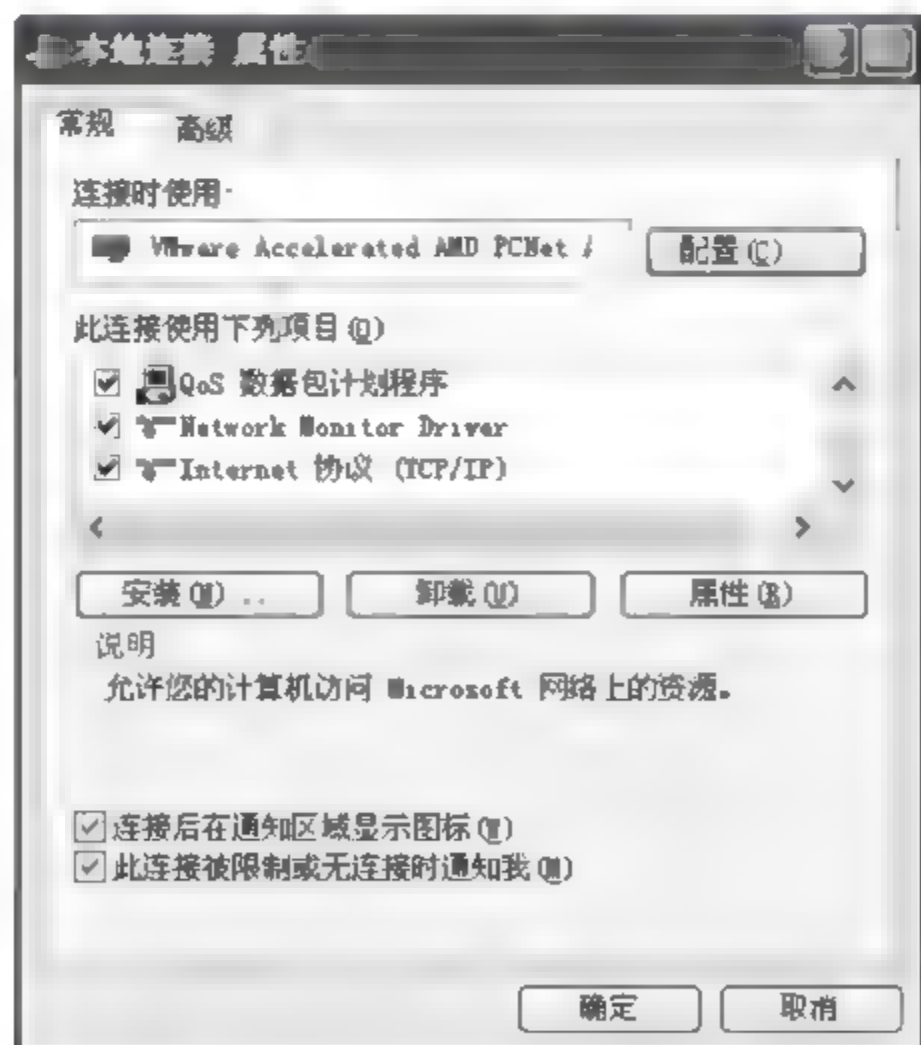 本地连接 属性
常规 高级
连接时使用:
VMware Accelerated AMD PCNet A
配置(C)
此连接使用下列项目(O)
QoS 数据包计划程序
Network Monitor Driver
Internet 协议 (TCP/IP)
安装(N)... 卸载(U) 属性(R)
说明
允许您的计算机访问 Microsoft 网络上的资源。
连接后在通知区域显示图标(W)
此连接被限制或无连接时通知我(M)
确定 取消